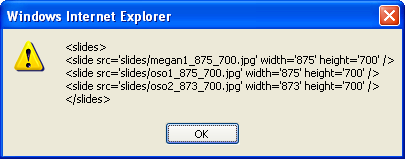 Windows Internet Explorer
<slides>
<slide src='slides/megan1_875_700.jpg' width='875' height='700' />
<slide src='slides/oso1_875_700.jpg' width='875' height='700' />
<slide src='slides/oso2_873_700.jpg' width='873' height='700' />
</slides>
OK